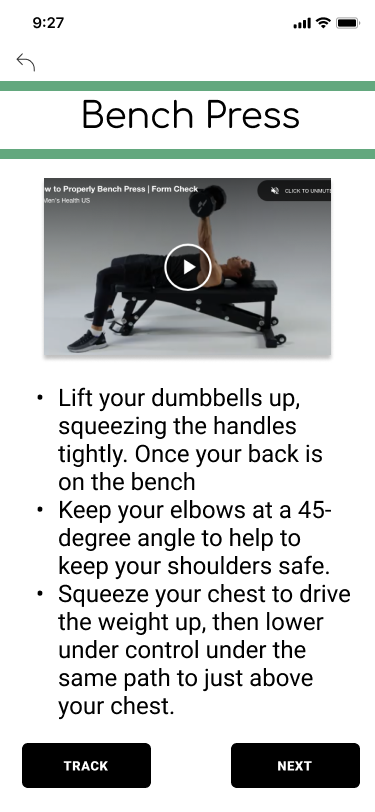 9:27
Bench Press
w to Properly Bench Press | Form Check
Men's Health US
CLICK TO UNMUTE
• Lift your dumbbells up,
squeezing the handles
tightly. Once your back is
on the bench
• Keep your elbows at a 45-
degree angle to help to
keep your shoulders safe.
• Squeeze your chest to drive
the weight up, then lower
under control under the
same path to just above
your chest.
TRACK
NEXT